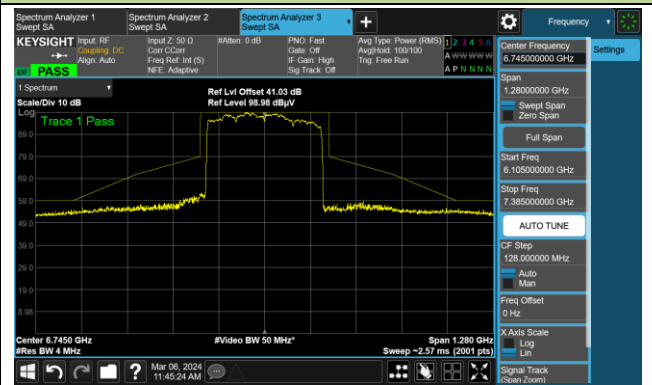 Spectrum Analyzer 1
Swept SA
Spectrum Analyzer 2
Swept SA
Spectrum Analyzer 3
Swept SA
Frequency
KEYSIGHT
Input: RF
Coupling: DC
Align: Auto
Input Z: 50 Ω
Corr CCorr
Freq Ref: Int (S)
NFE: Adaptive
#Atten: 0 dB
PNO: Fast
Gate: Off
IF Gain: High
Sig Track: Off
Avg Type: Power (RMS)
Avg|Hold: 100/100
Trig: Free Run
1 2 3 4 5 6
A W W W W W
A P N N N N
LXI PASS
1 Spectrum
Scale/Div 10 dB
Ref Lvl Offset 41.03 dB
Ref Level 98.98 dBµV
Log
Trace 1 Pass
89.0
79.0
69.0
59.0
49.0
39.0
29.0
19.0
8.98
Center 6.7450 GHz
#Res BW 4 MHz
#Video BW 50 MHz*
Span 1.280 GHz
Sweep ~2.57 ms (2001 pts)
Center Frequency
6.745000000 GHz
Settings
Span
1.28000000 GHz
Swept Span
Zero Span
Full Span
Start Freq
6.105000000 GHz
Stop Freq
7.385000000 GHz
AUTO TUNE
CF Step
128.000000 MHz
Auto
Man
Freq Offset
0 Hz
X Axis Scale
Log
Lin
Signal Track
(Span Zoom)
Mar 06, 2024
11:45:24 AM